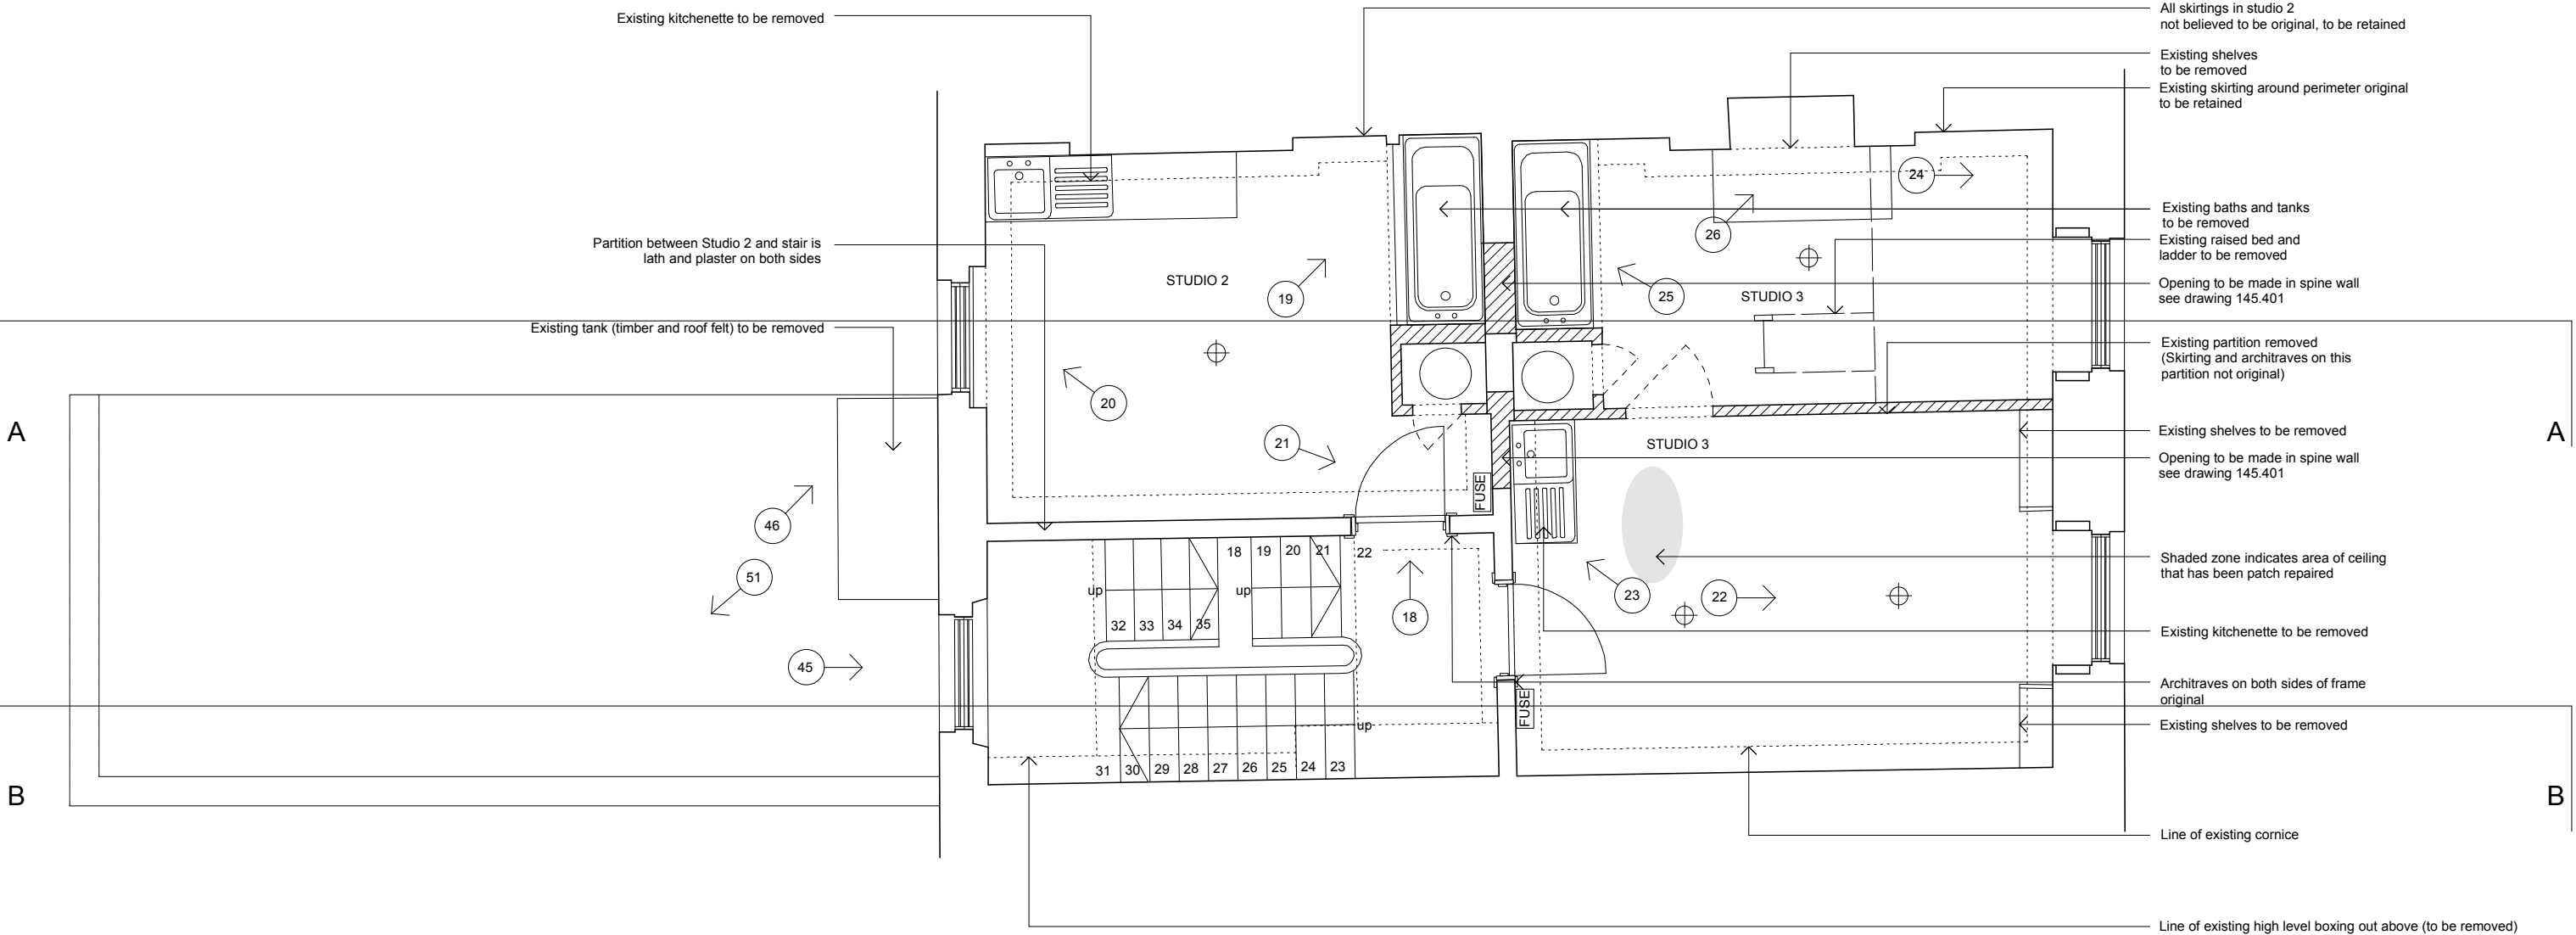 Existing kitchenette to be removed
All skirtings in studio 2
not believed to be original, to be retained
Existing shelves
to be removed
Existing skirting around perimeter original
to be retained
24
Existing baths and tanks
to be removed
26
Partition between Studio 2 and stair is
lath and plaster on both sides
Existing raised bed and
ladder to be removed
STUDIO 2
19
25
STUDIO 3
Opening to be made in spine wall
see drawing 145.401
Existing tank (timber and roof felt) to be removed
Existing partition removed
(Skirting and architraves on this
partition not original)
20
A
21
STUDIO 3
Existing shelves to be removed
A
Opening to be made in spine wall
see drawing 145.401
FUSE
46
18 19 20 21 22
Shaded zone indicates area of ceiling
that has been patch repaired
51
up
up
23
22
18
32 33 34 35
Existing kitchenette to be removed
45
Architraves on both sides of frame
original
FUSE
up
Existing shelves to be removed
31 30 29 28 27 26 25 24 23
B
B
Line of existing cornice
Line of existing high level boxing out above (to be removed)